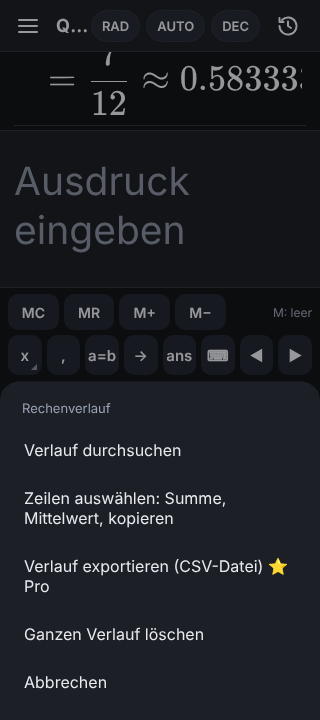 Q... RAD AUTO DEC
= 7/12 ≈ 0.58333
Ausdruck
eingeben
MC MR M+ M− M: leer
x , a=b → ans ⌨ ◀ ▶
Rechenverlauf
Verlauf durchsuchen
Zeilen auswählen: Summe,
Mittelwert, kopieren
Verlauf exportieren (CSV-Datei) ⭐
Pro
Ganzen Verlauf löschen
Abbrechen